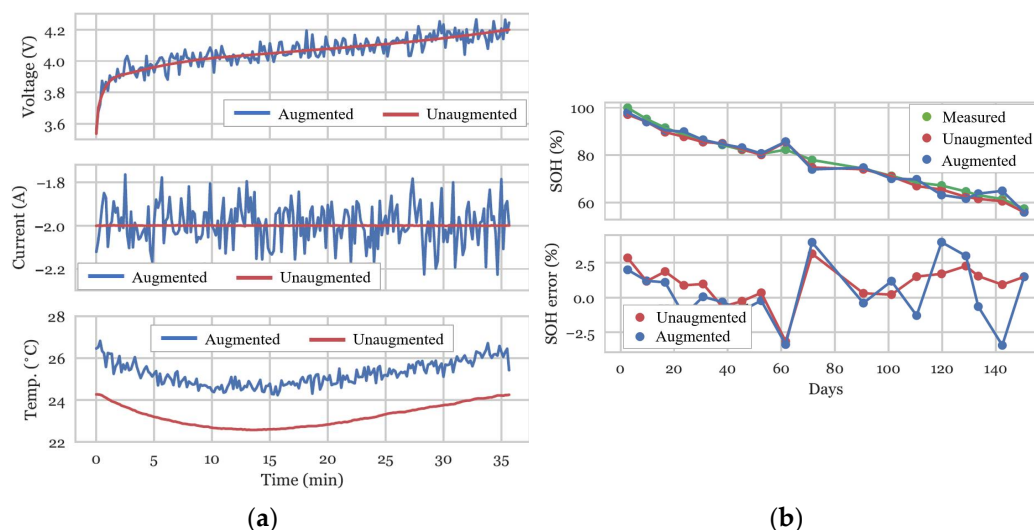 4.2
4.0
3.8
3.6
Voltage (V)
Augmented
Unaugmented
−1.8
−2.0
−2.2
Current (A)
Augmented
Unaugmented
28
26
24
22
Temp. (°C)
Augmented
Unaugmented
0 5 10 15 20 25 30 35
Time (min)
(a)
100
80
60
SOH (%)
Measured
Unaugmented
Augmented
2.5
0.0
−2.5
SOH error (%)
Unaugmented
Augmented
0 20 40 60 80 100 120 140
Days
(b)